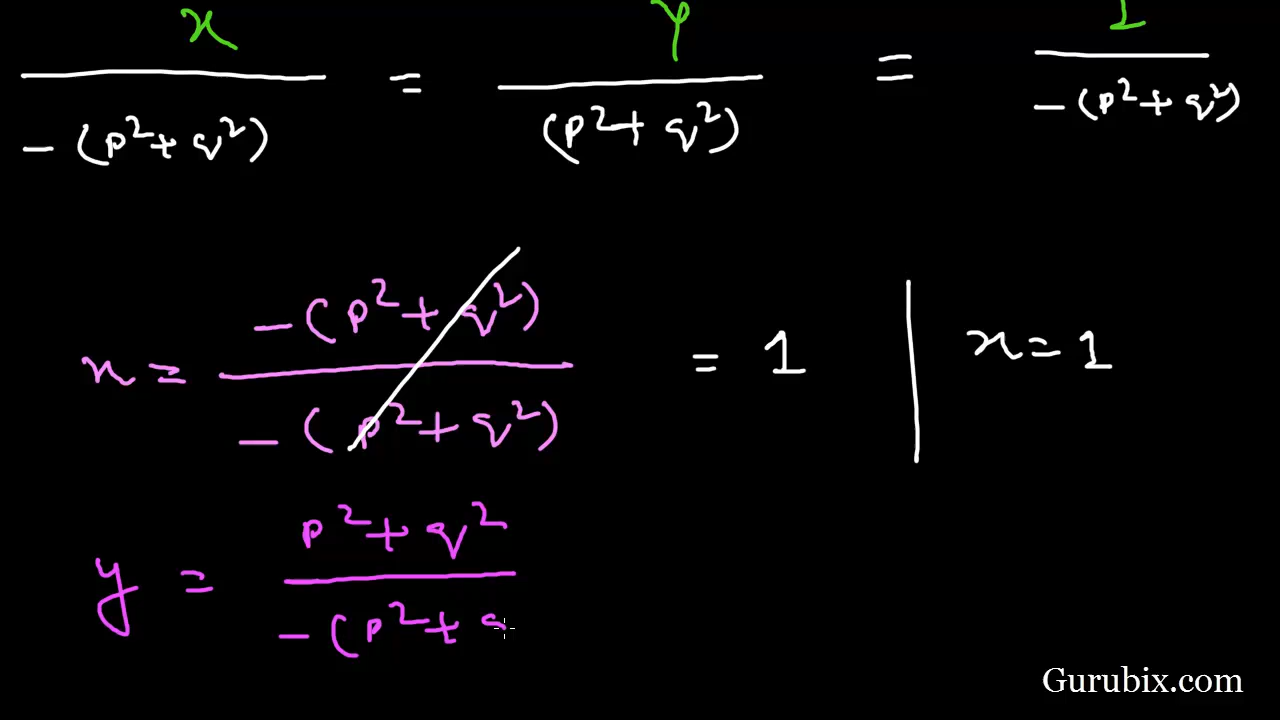 x / -(p²+q²) = y / (p²+q²) = 1 / -(p²+q²)
x = -(p²+q²) / -(p²+q²) = 1 | x=1
y = p²+q² / -(p²+q
Gurubix.com